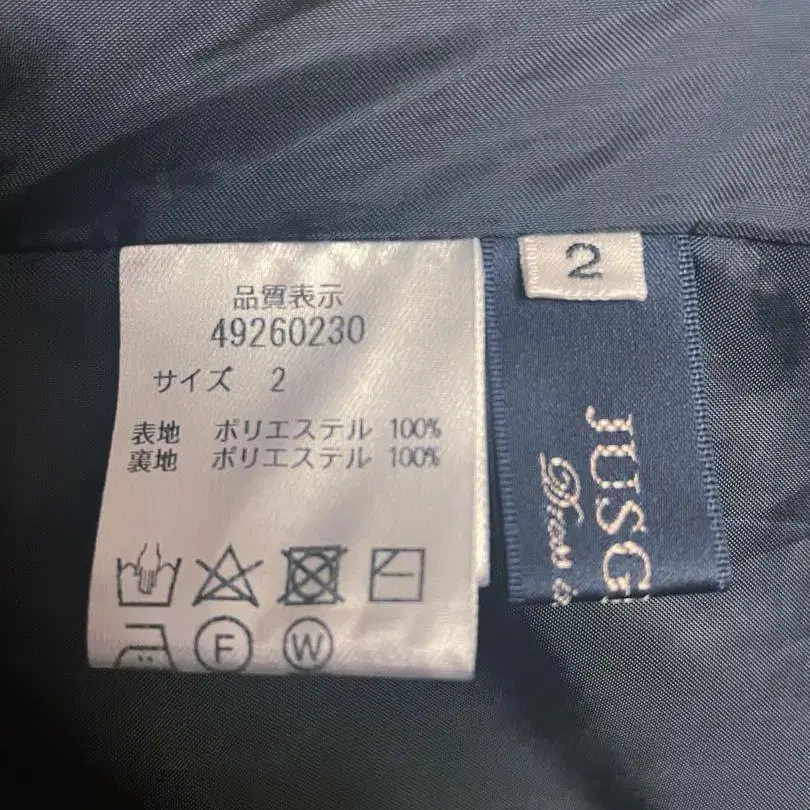 品質表示
49260230
サイズ 2
表地 ポリエステル 100%
裏地 ポリエステル 100%
F
W
2
JUSG